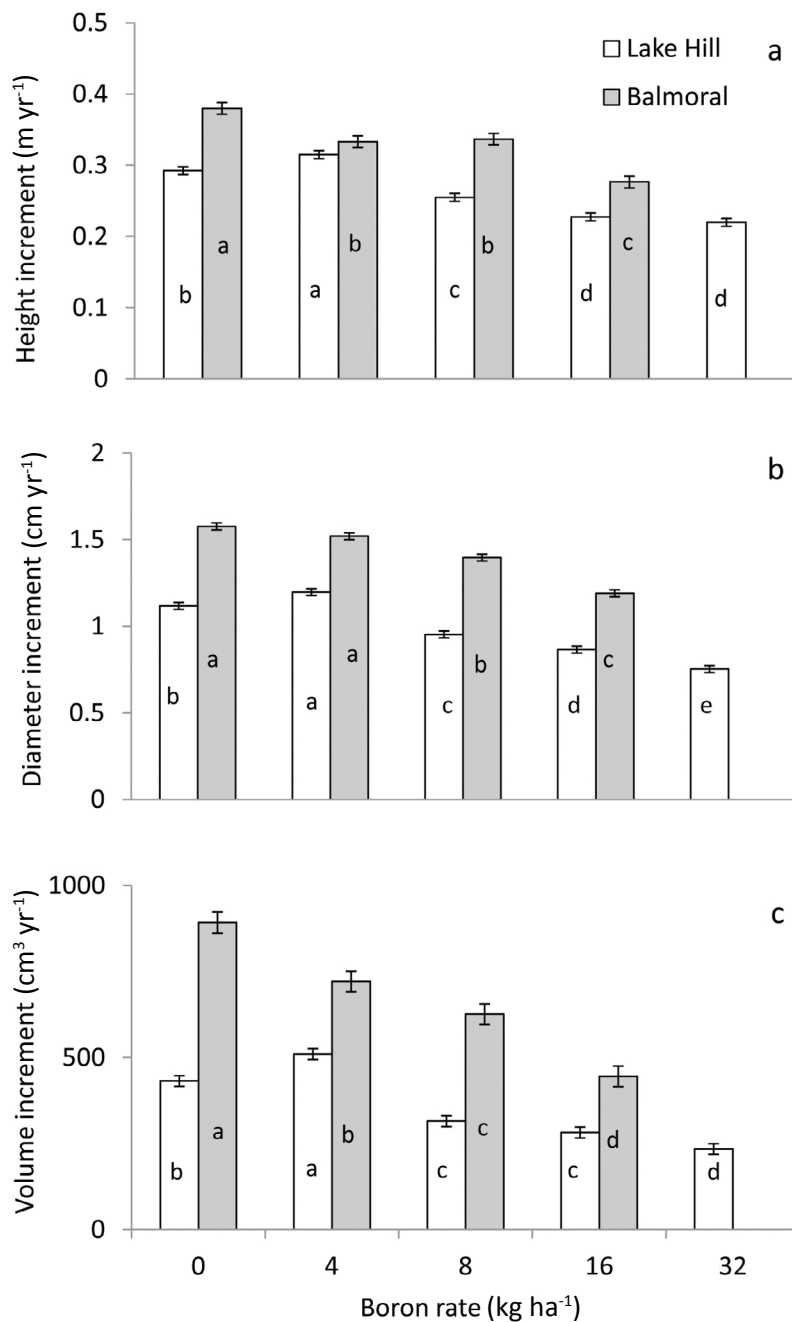 0.5
Lake Hill
a
Balmoral
0.4
0.3
0.2
0.1
0
Height increment (m yr⁻¹)
b a a b c b d c d
2
b
1.5
1
0.5
0
Diameter increment (cm yr⁻¹)
b a a a c b d c e
1000
c
500
0
Volume increment (cm³ yr⁻¹)
b a a b c c c d d
0 4 8 16 32
Boron rate (kg ha⁻¹)